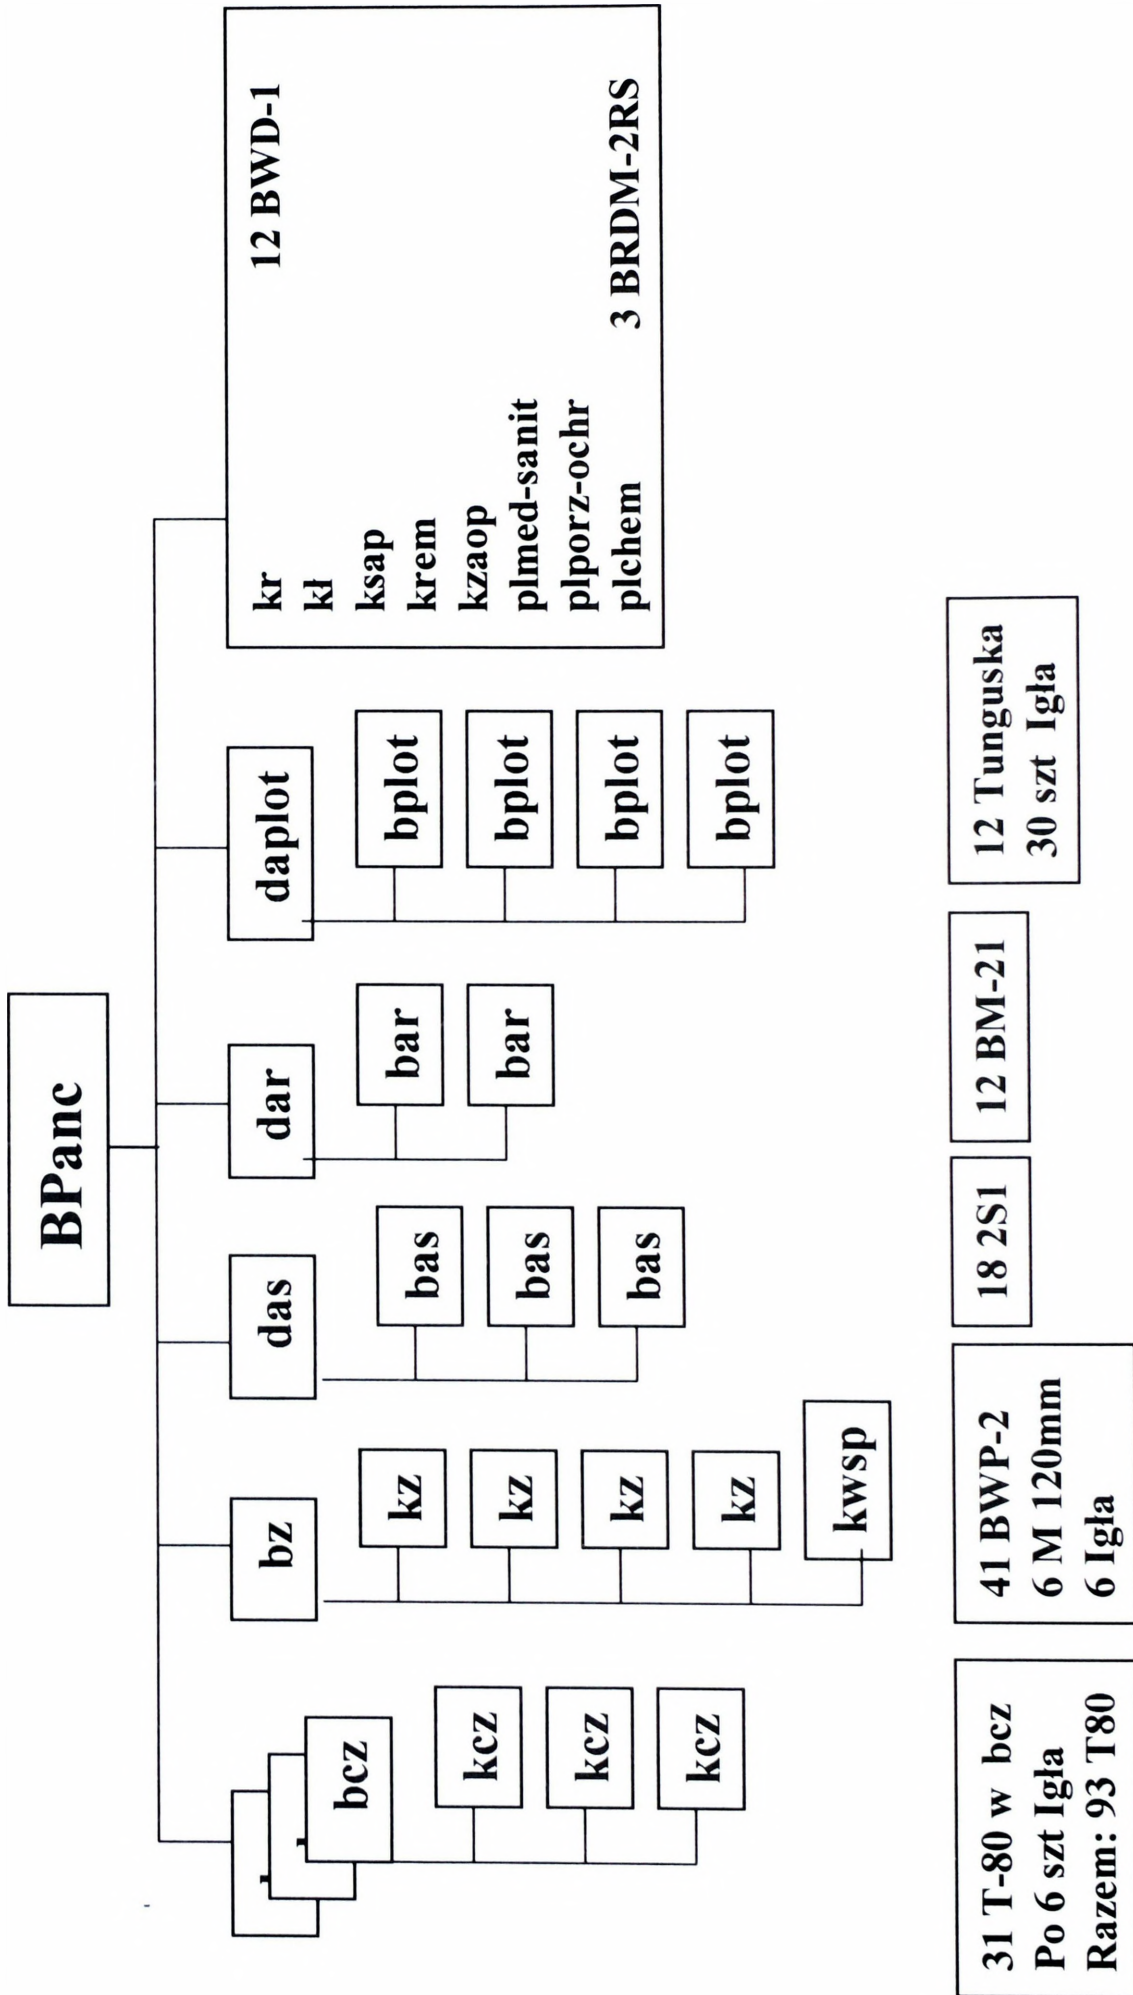 BPanc
bcz
kcz
kcz
kcz
bz
kz
kz
kz
kz
kwsp
das
bas
bas
bas
dar
bar
bar
daplot
bplot
bplot
bplot
bplot
kr 12 BWD-1
kł
ksap
krem
kzaop
plmed-sanit
plporz-ochr
plchem 3 BRDM-2RS
31 T-80 w bcz
Po 6 szt Igła
Razem: 93 T80
41 BWP-2
6 M 120mm
6 Igła
18 2S1
12 BM-21
12 Tunguska
30 szt Igła